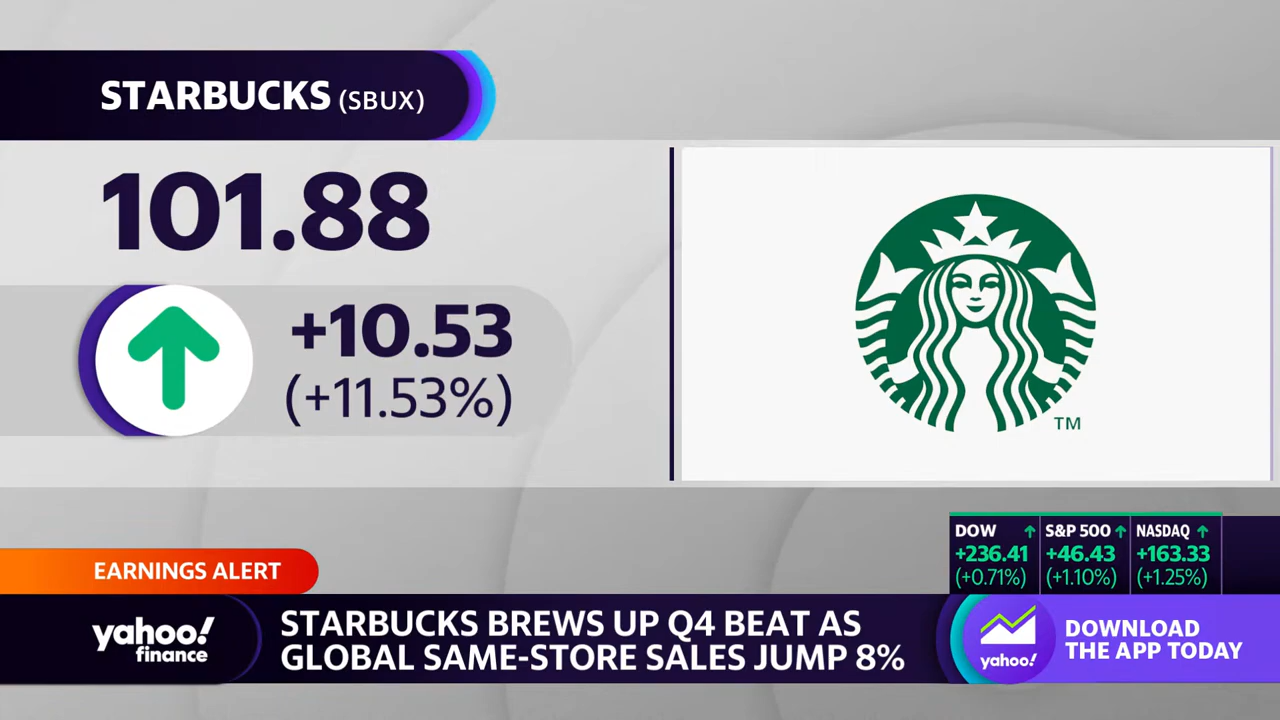 STARBUCKS (SBUX)
101.88
+10.53
(+11.53%)
TM
DOW
+236.41
(+0.71%)
S&P 500
+46.43
(+1.10%)
NASDAQ
+163.33
(+1.25%)
EARNINGS ALERT
yahoo!
finance
STARBUCKS BREWS UP Q4 BEAT AS
GLOBAL SAME-STORE SALES JUMP 8%
yahoo!
DOWNLOAD
THE APP TODAY